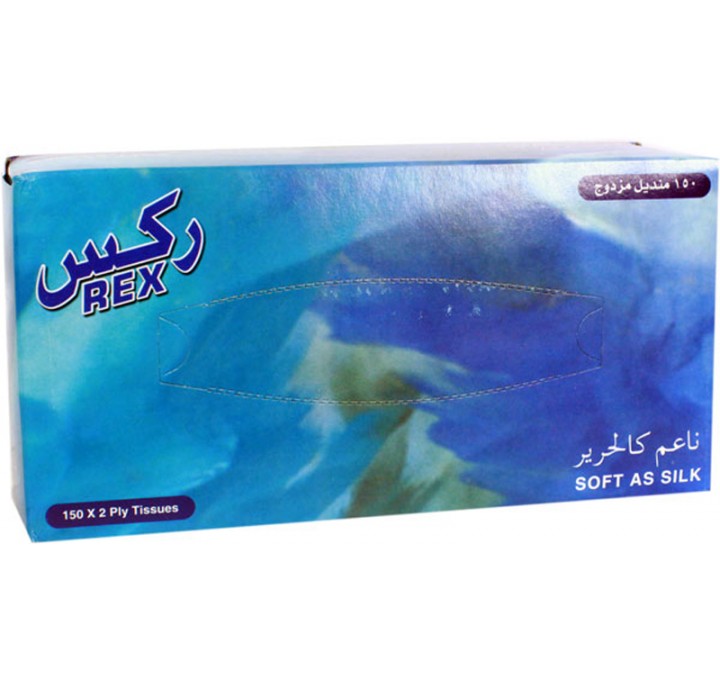 ١٥٠ منديل مزدوج
ركس
REX
ناعم كالحرير
SOFT AS SILK
150 X 2 Ply Tissues